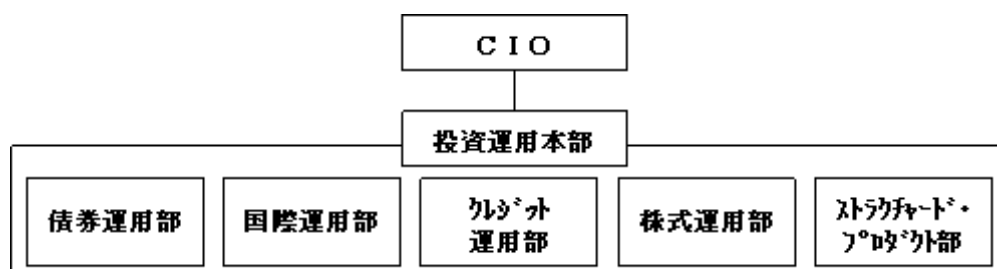 ＣＩＯ
投資運用本部
債券運用部
国際運用部
ｸﾚｼﾞｯﾄ
運用部
株式運用部
ｽﾄﾗｸﾁｬｰﾄﾞ・
ﾌﾟﾛﾀﾞｸﾄ部